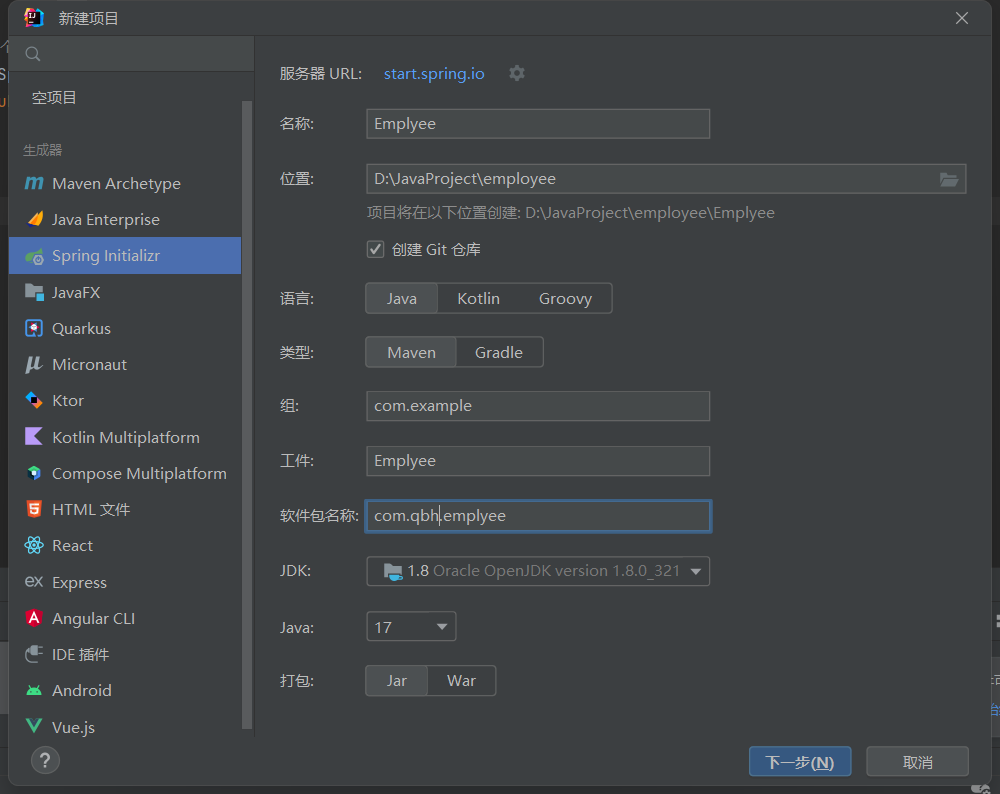 新建项目
空项目
生成器
Maven Archetype
Java Enterprise
Spring Initializr
JavaFX
Quarkus
Micronaut
Ktor
Kotlin Multiplatform
Compose Multiplatform
HTML 文件
React
ex Express
Angular CLI
IDE 插件
Android
Vue.js
?
服务器 URL: start.spring.io
名称: Emplyee
位置: D:\JavaProject\employee
项目将在以下位置创建: D:\JavaProject\employee\Emplyee
创建 Git 仓库
语言: Java Kotlin Groovy
类型: Maven Gradle
组: com.example
工件: Emplyee
软件包名称: com.qbh.emplyee
JDK: 1.8 Oracle OpenJDK version 1.8.0_321
Java: 17
打包: Jar War
下一步(N) 取消